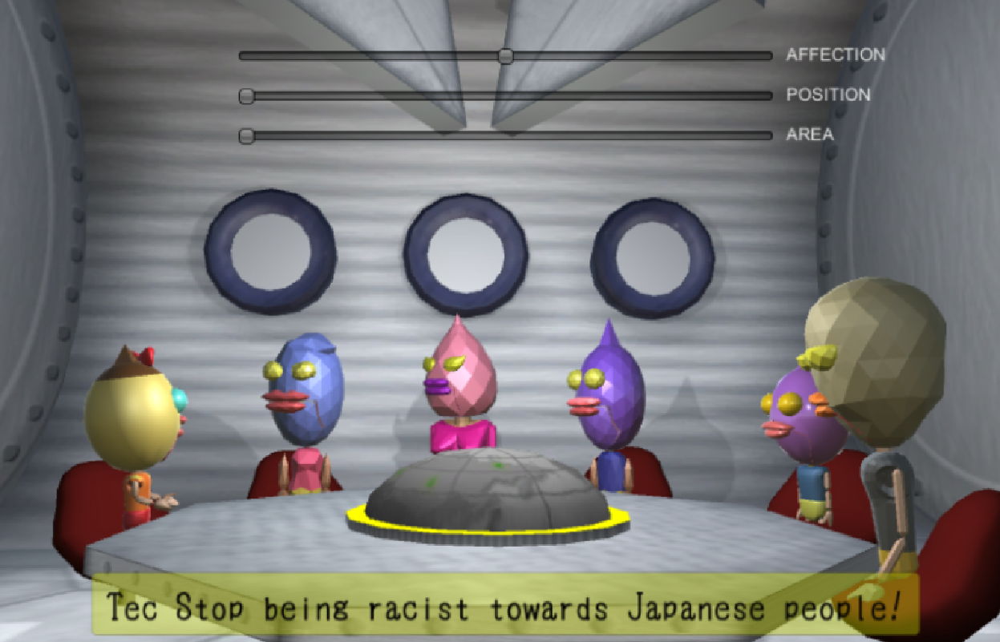 AFFECTION
POSITION
AREA
Tec Stop being racist towards Japanese people!